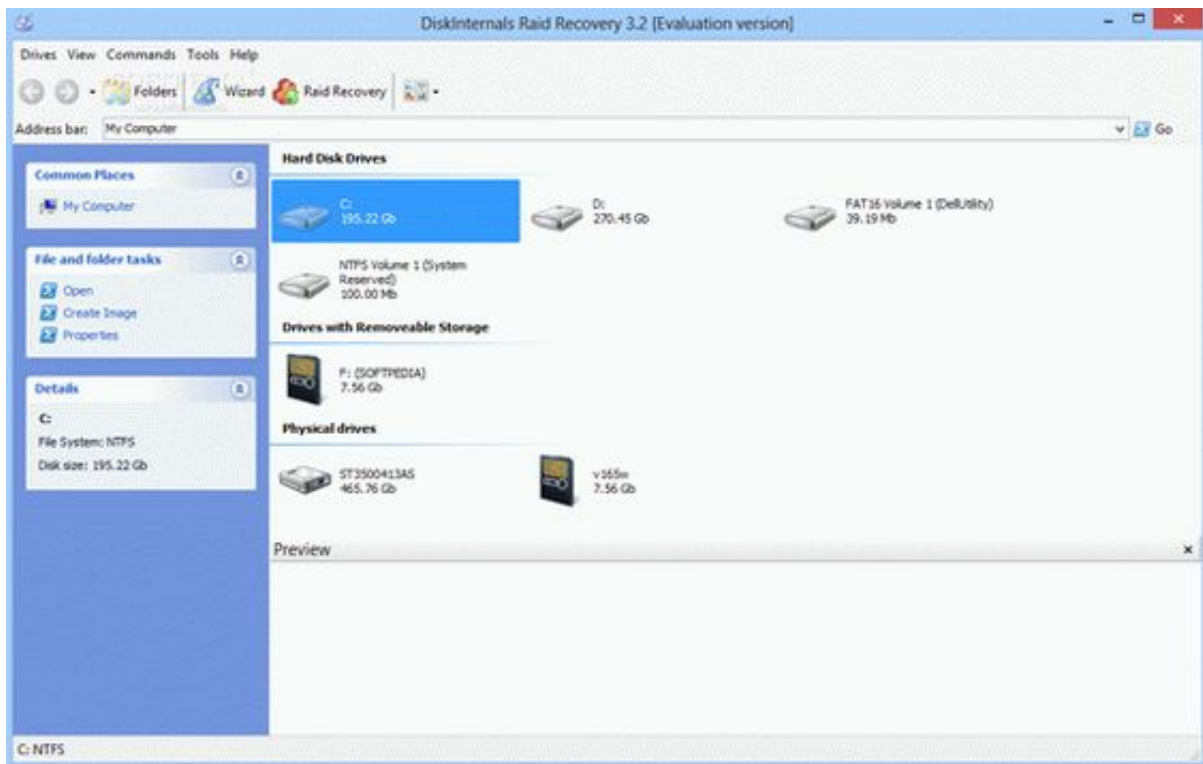 DiskInternals Raid Recovery 3.2 [Evaluation version]
Drives View Commands Tools Help
Folders Wizard Raid Recovery
Address bar: My Computer Go
Common Places
My Computer
File and folder tasks
Open
Create Image
Properties
Details
C:
File System: NTFS
Disk size: 195.22 Gb
Hard Disk Drives
C:
195.22 Gb
D:
270.45 Gb
FAT16 Volume 1 (DellUtility)
39.19 Mb
NTFS Volume 1 (System
Reserved)
100.00 Mb
Drives with Removeable Storage
F: (SOFTPEDIA)
7.56 Gb
Physical drives
ST3500413AS
465.76 Gb
v165w
7.56 Gb
Preview
C: NTFS